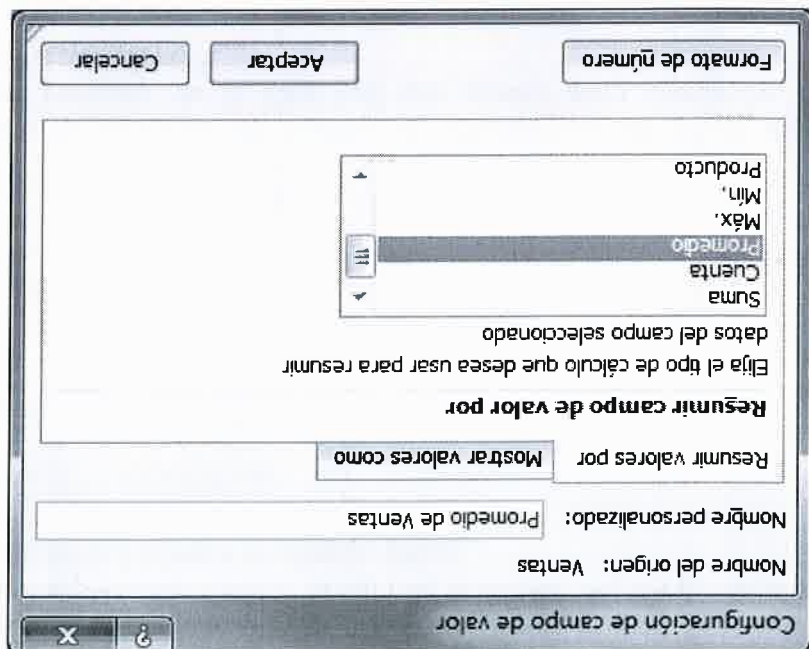 Configuración de campo de valor
? X
Nombre del origen: Ventas
Nombre personalizado: Promedio de Ventas
Resumir valores por Mostrar valores como
Resumir campo de valor por
Elija el tipo de cálculo que desea usar para resumir
datos del campo seleccionado
Suma
Cuenta
Promedio
Máx.
Mín.
Producto
Formato de número Aceptar Cancelar